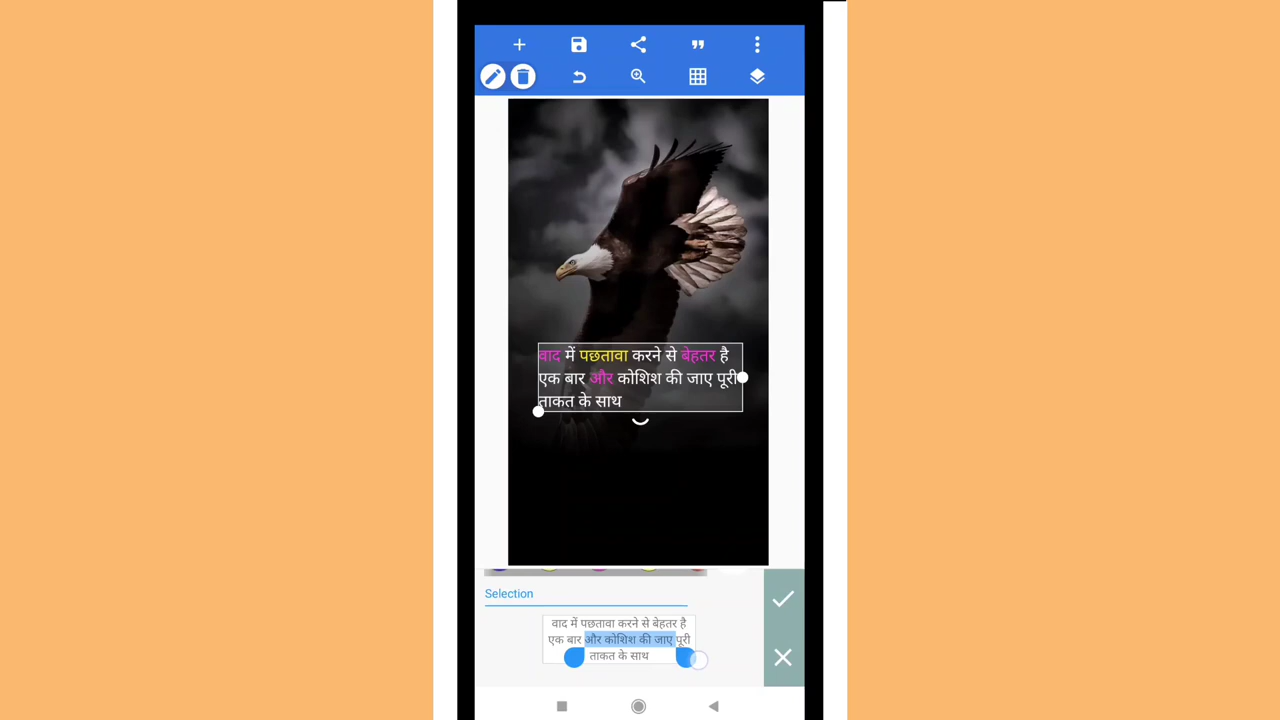 वाद में पछतावा करने से बेहतर है
एक बार और कोशिश की जाए पूरी
ताकत के साथ
Selection
वाद में पछतावा करने से बेहतर है
एक बार और कोशिश की जाए पूरी
ताकत के साथ